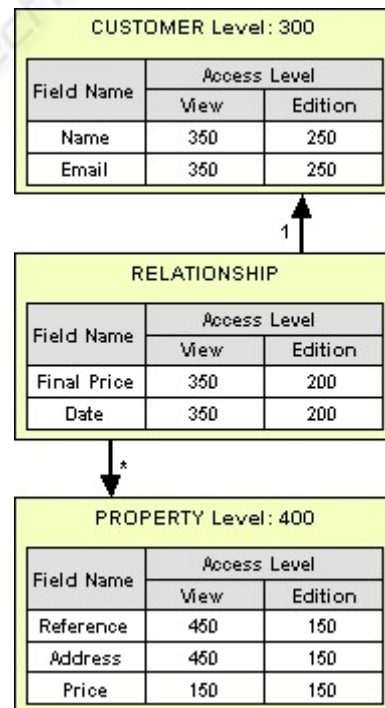 CUSTOMER Level: 300
Field Name Access Level
View Edition
Name 350 250
Email 350 250
1
RELATIONSHIP
Field Name Access Level
View Edition
Final Price 350 200
Date 350 200
*
PROPERTY Level: 400
Field Name Access Level
View Edition
Reference 450 150
Address 450 150
Price 150 150